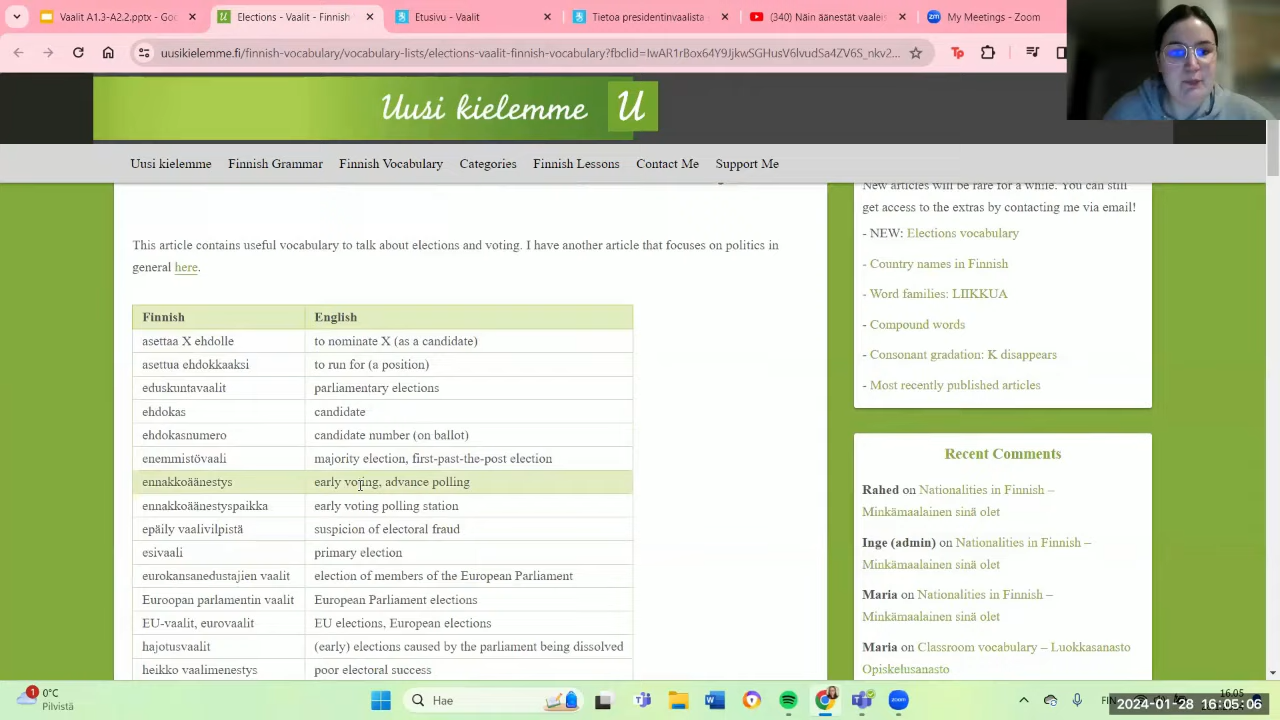 Vaalit A1.3-A2.2.pptx - Goo
Elections - Vaalit - Finnish V
Etusivu - Vaalit
Tietoa presidentinvaalista -
(340) Näin äänestät vaaleis
My Meetings - Zoom
uusikielemme.fi/finnish-vocabulary/vocabulary-lists/elections-vaalit-finnish-vocabulary?fbclid=IwAR1rBox64Y9JjkwSGHusV6lvudSa4ZV6S_nkv2...
Uusi kielemme U
Uusi kielemme Finnish Grammar Finnish Vocabulary Categories Finnish Lessons Contact Me Support Me
This article contains useful vocabulary to talk about elections and voting. I have another article that focuses on politics in
general here.
Finnish English
asettaa X ehdolle to nominate X (as a candidate)
asettua ehdokkaaksi to run for (a position)
eduskuntavaalit parliamentary elections
ehdokas candidate
ehdokasnumero candidate number (on ballot)
enemmistövaali majority election, first-past-the-post election
ennakkoäänestys early voting, advance polling
ennakkoäänestyspaikka early voting polling station
epäily vaalivilpistä suspicion of electoral fraud
esivaali primary election
eurokansanedustajien vaalit election of members of the European Parliament
Euroopan parlamentin vaalit European Parliament elections
EU-vaalit, eurovaalit EU elections, European elections
hajotusvaalit (early) elections caused by the parliament being dissolved
heikko vaalimenestys poor electoral success
New articles will be rare for a while. You can still
get access to the extras by contacting me via email!
- NEW: Elections vocabulary
- Country names in Finnish
- Word families: LIIKKUA
- Compound words
- Consonant gradation: K disappears
- Most recently published articles
Recent Comments
Rahed on Nationalities in Finnish –
Minkämaalainen sinä olet
Inge (admin) on Nationalities in Finnish –
Minkämaalainen sinä olet
Maria on Nationalities in Finnish –
Minkämaalainen sinä olet
Maria on Classroom vocabulary – Luokkasanasto
Opiskelusanasto
1
0°C
Pilvistä
Hae
FIN
16.05
2024-01-28 16:05:06